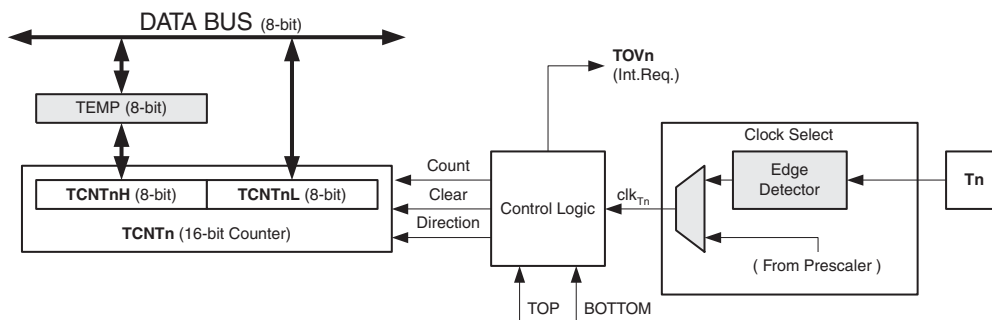 DATA BUS (8-bit)
TEMP (8-bit)
TCNTnH (8-bit) TCNTnL (8-bit)
TCNTn (16-bit Counter)
Count
Clear
Direction
TOVn
(Int.Req.)
Control Logic
TOP
BOTTOM
clkTn
Clock Select
Edge
Detector
( From Prescaler )
Tn